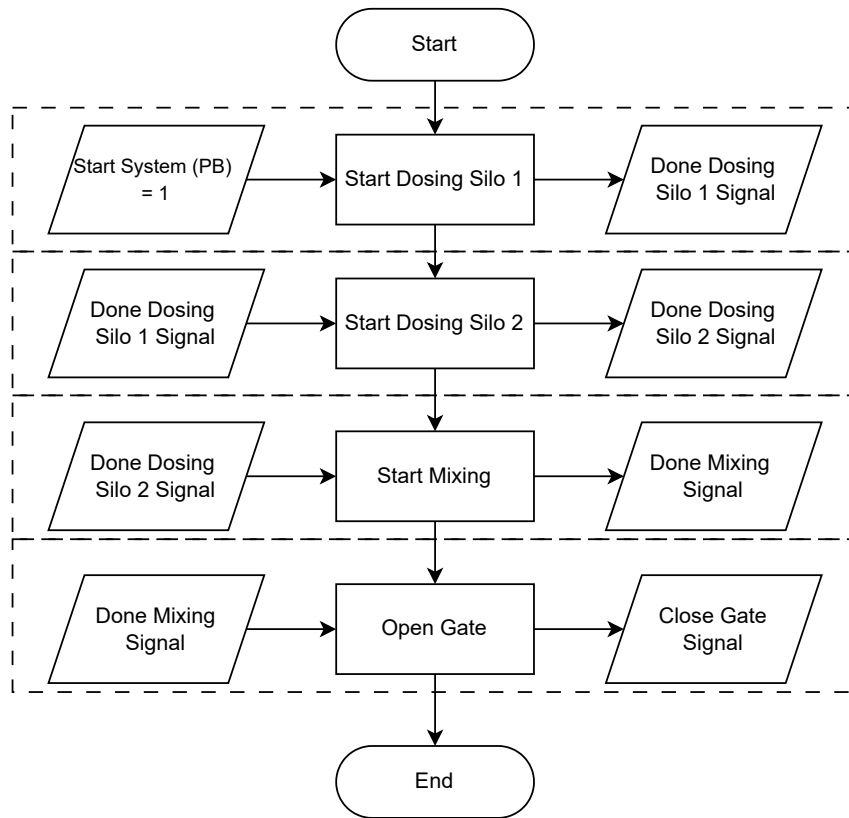 Start
Start System (PB)
= 1
Start Dosing Silo 1
Done Dosing
Silo 1 Signal
Done Dosing
Silo 1 Signal
Start Dosing Silo 2
Done Dosing
Silo 2 Signal
Done Dosing
Silo 2 Signal
Start Mixing
Done Mixing
Signal
Done Mixing
Signal
Open Gate
Close Gate
Signal
End